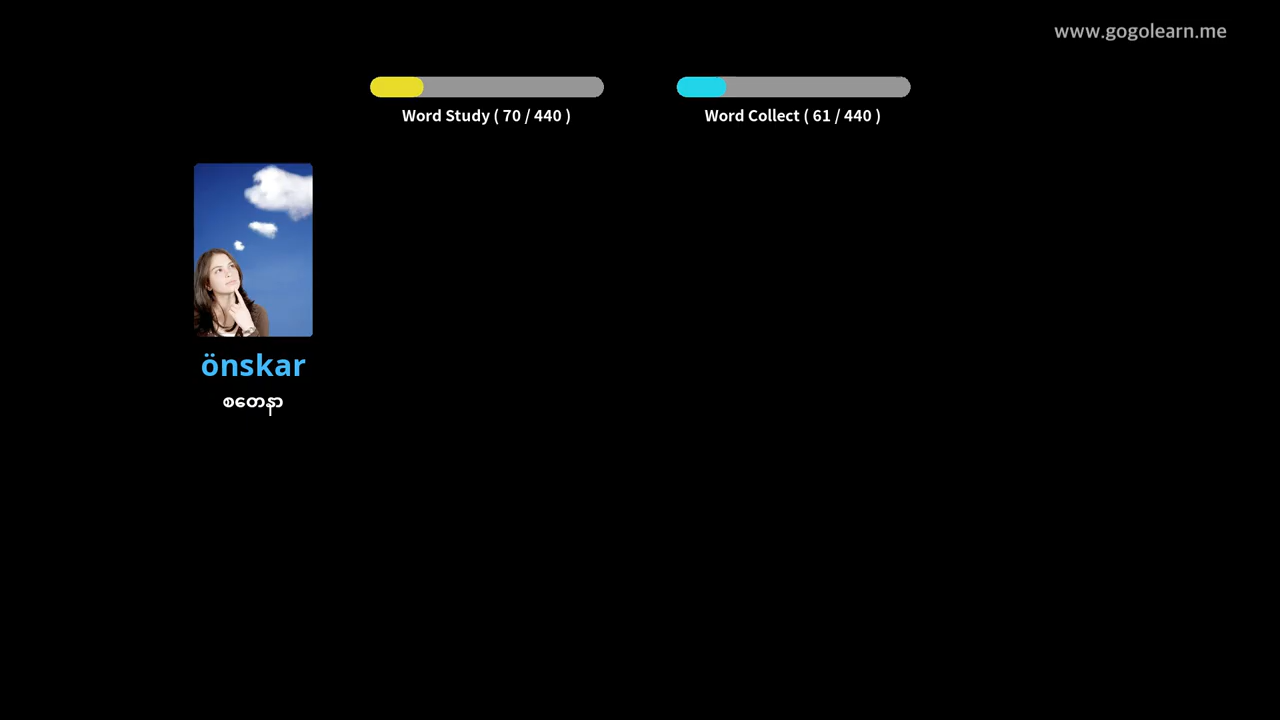 www.gogolearn.me
Word Study ( 70 / 440 )
Word Collect ( 61 / 440 )
önskar
စတေနာ